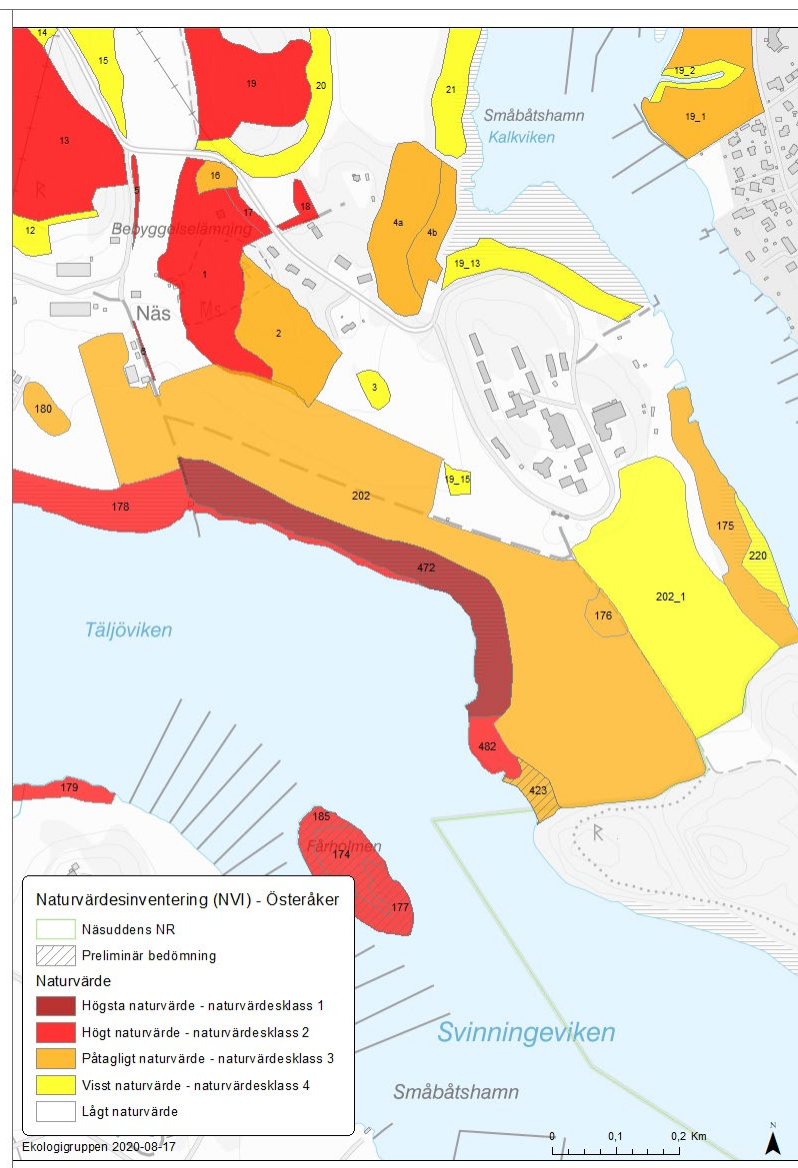 14
15
19
20
21
19_2
19_1
Småbåtshamn
Kalkviken
13
R
5
16
18
17
12
Bebyggelselämning
4a
4b
19_13
1
Ms
Näs
2
6
3
180
178
202
19_15
472
175
220
176
202_1
Täljöviken
482
423
179
185
Fårholmen
174
177
R
Svinningeviken
Småbåtshamn
Naturvärdesinventering (NVI) - Österåker
Näsuddens NR
Preliminär bedömning
Naturvärde
Högsta naturvärde - naturvärdesklass 1
Högt naturvärde - naturvärdesklass 2
Påtagligt naturvärde - naturvärdesklass 3
Visst naturvärde - naturvärdesklass 4
Lågt naturvärde
Ekologigruppen 2020-08-17
0 0,1 0,2 Km
N